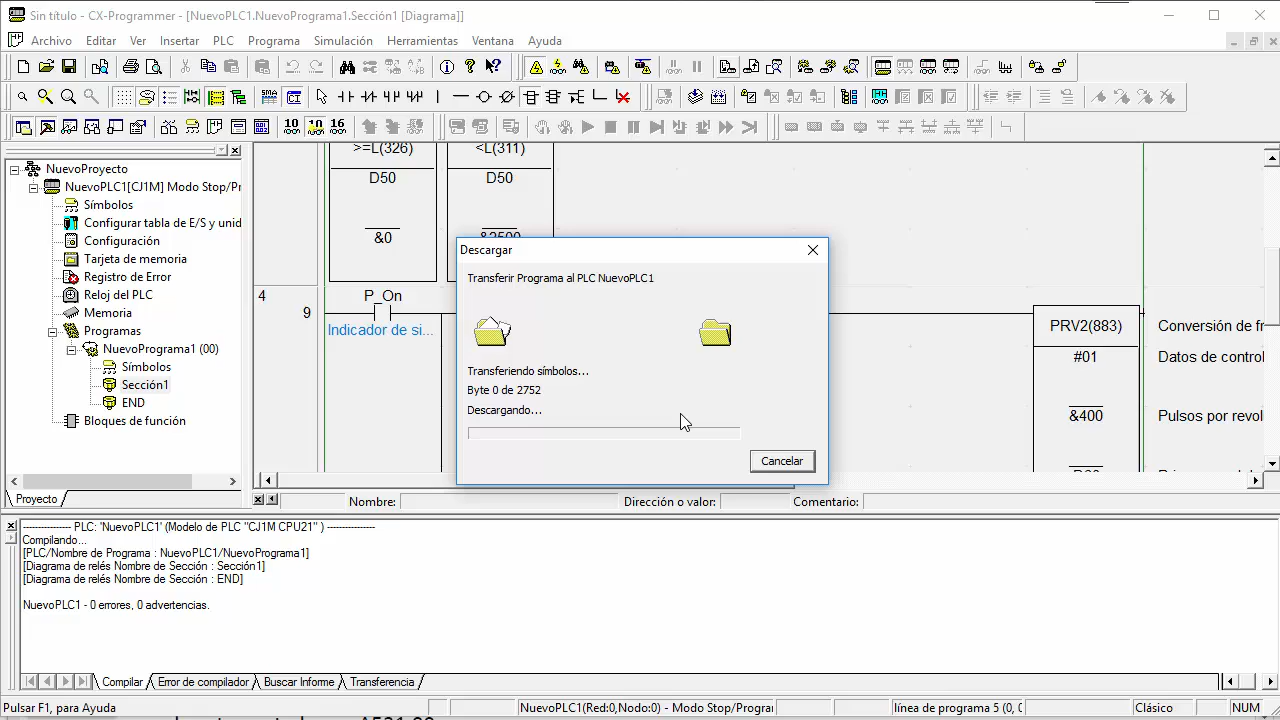 Sin título - CX-Programmer - [NuevoPLC1.NuevoPrograma1.Sección1 [Diagrama]]
Archivo Editar Ver Insertar PLC Programa Simulación Herramientas Ventana Ayuda
10 10 16
NuevoProyecto
NuevoPLC1[CJ1M] Modo Stop/Pr
Símbolos
Configurar tabla de E/S y unid
Configuración
Tarjeta de memoria
Registro de Error
Reloj del PLC
Memoria
Programas
NuevoPrograma1 (00)
Símbolos
Sección1
END
Bloques de función
Proyecto
>=L(326) <L(311)
D50 D50
&0 &2500
4
9
P_On
Indicador de si...
PRV2(883) Conversión de fr
#01 Datos de control
&400 Pulsos por revol
Descargar
Transferir Programa al PLC NuevoPLC1
Transferiendo símbolos...
Byte 0 de 2752
Descargando...
Cancelar
Nombre: Dirección o valor: Comentario:
---------------- PLC: 'NuevoPLC1' (Modelo de PLC "CJ1M CPU21" ) ----------------
Compilando...
[PLC/Nombre de Programa : NuevoPLC1/NuevoPrograma1]
[Diagrama de relés Nombre de Sección : Sección1]
[Diagrama de relés Nombre de Sección : END]
NuevoPLC1 - 0 errores, 0 advertencias.
Compilar Error de compilador Buscar Informe Transferencia
Pulsar F1, para Ayuda NuevoPLC1(Red:0,Nodo:0) - Modo Stop/Progra línea de programa 5 (0, 0 Clásico NUM